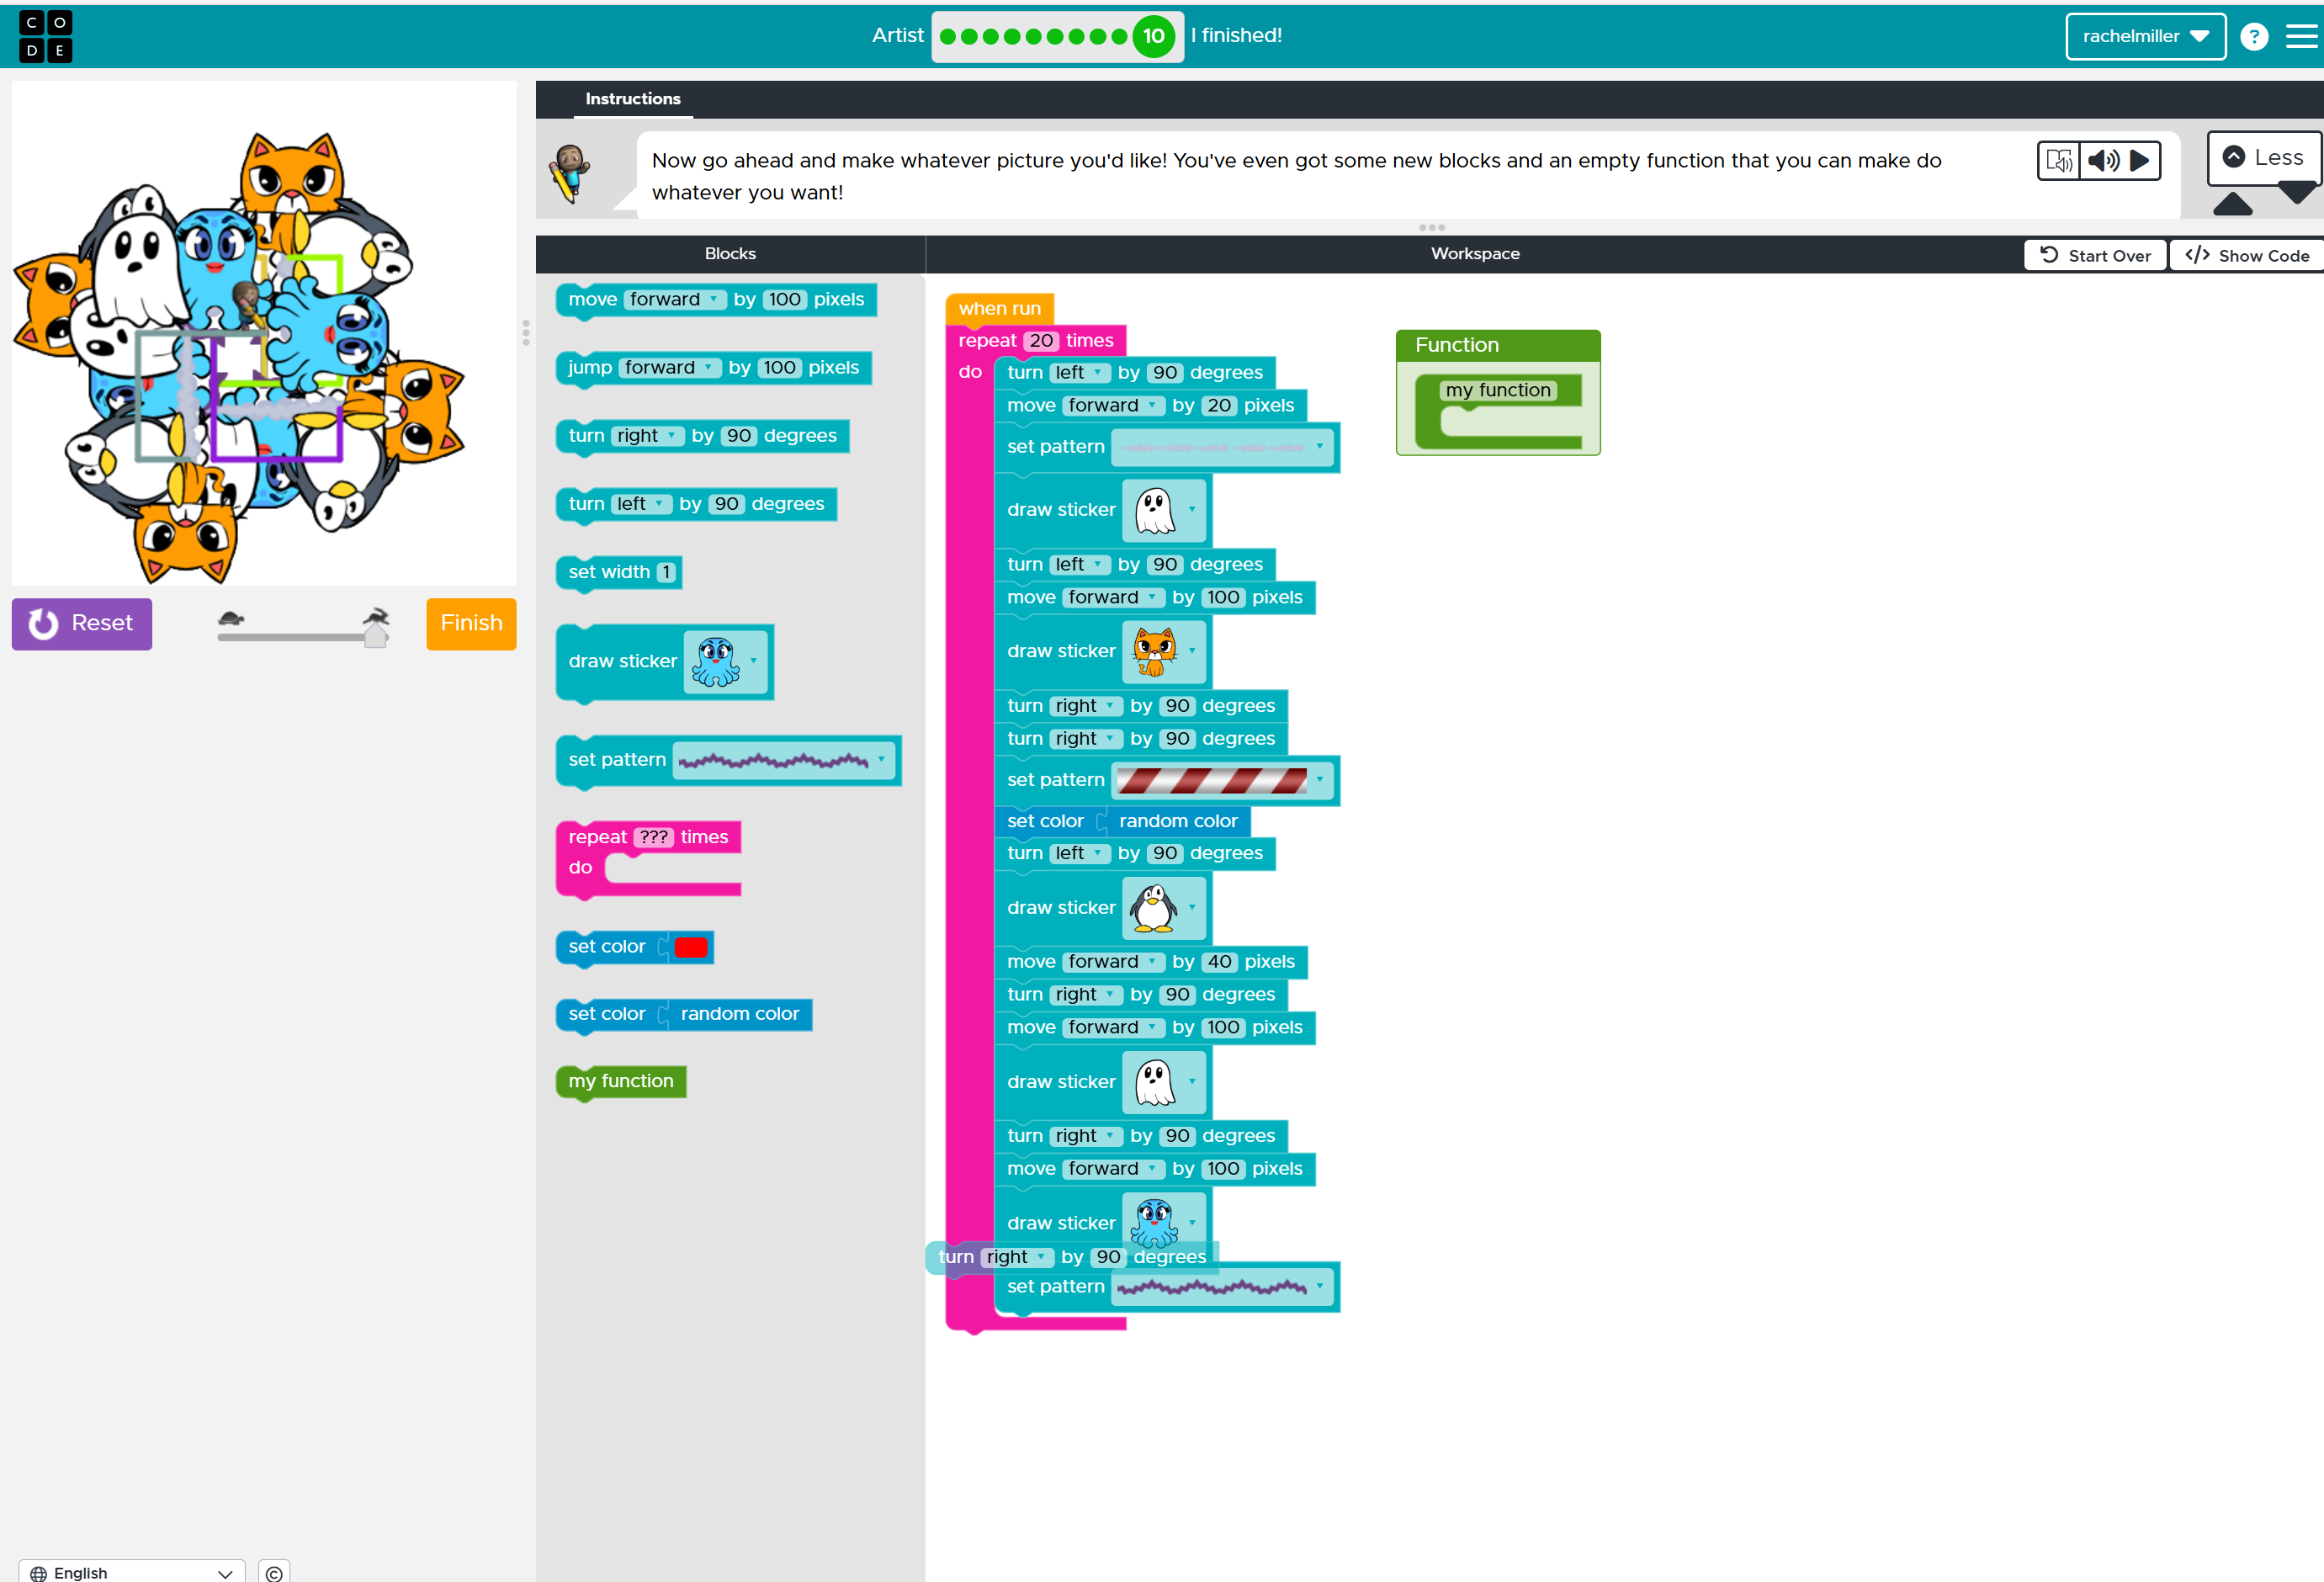 C O
D E
Artist
10
I finished!
rachelmiller
?
Instructions
Now go ahead and make whatever picture you'd like! You've even got some new blocks and an empty function that you can make do
whatever you want!
Less
Blocks
Workspace
Start Over
</> Show Code
Reset
Finish
move forward by 100 pixels
jump forward by 100 pixels
turn right by 90 degrees
turn left by 90 degrees
set width 1
draw sticker
set pattern
repeat ??? times
do
set color
set color random color
my function
when run
repeat 20 times
do
turn left by 90 degrees
move forward by 20 pixels
set pattern
draw sticker
turn left by 90 degrees
move forward by 100 pixels
draw sticker
turn right by 90 degrees
turn right by 90 degrees
set pattern
set color random color
turn left by 90 degrees
draw sticker
move forward by 40 pixels
turn right by 90 degrees
move forward by 100 pixels
draw sticker
turn right by 90 degrees
move forward by 100 pixels
draw sticker
turn right by 90 degrees
set pattern
Function
my function
English
©